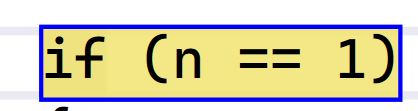 if (n == 1)